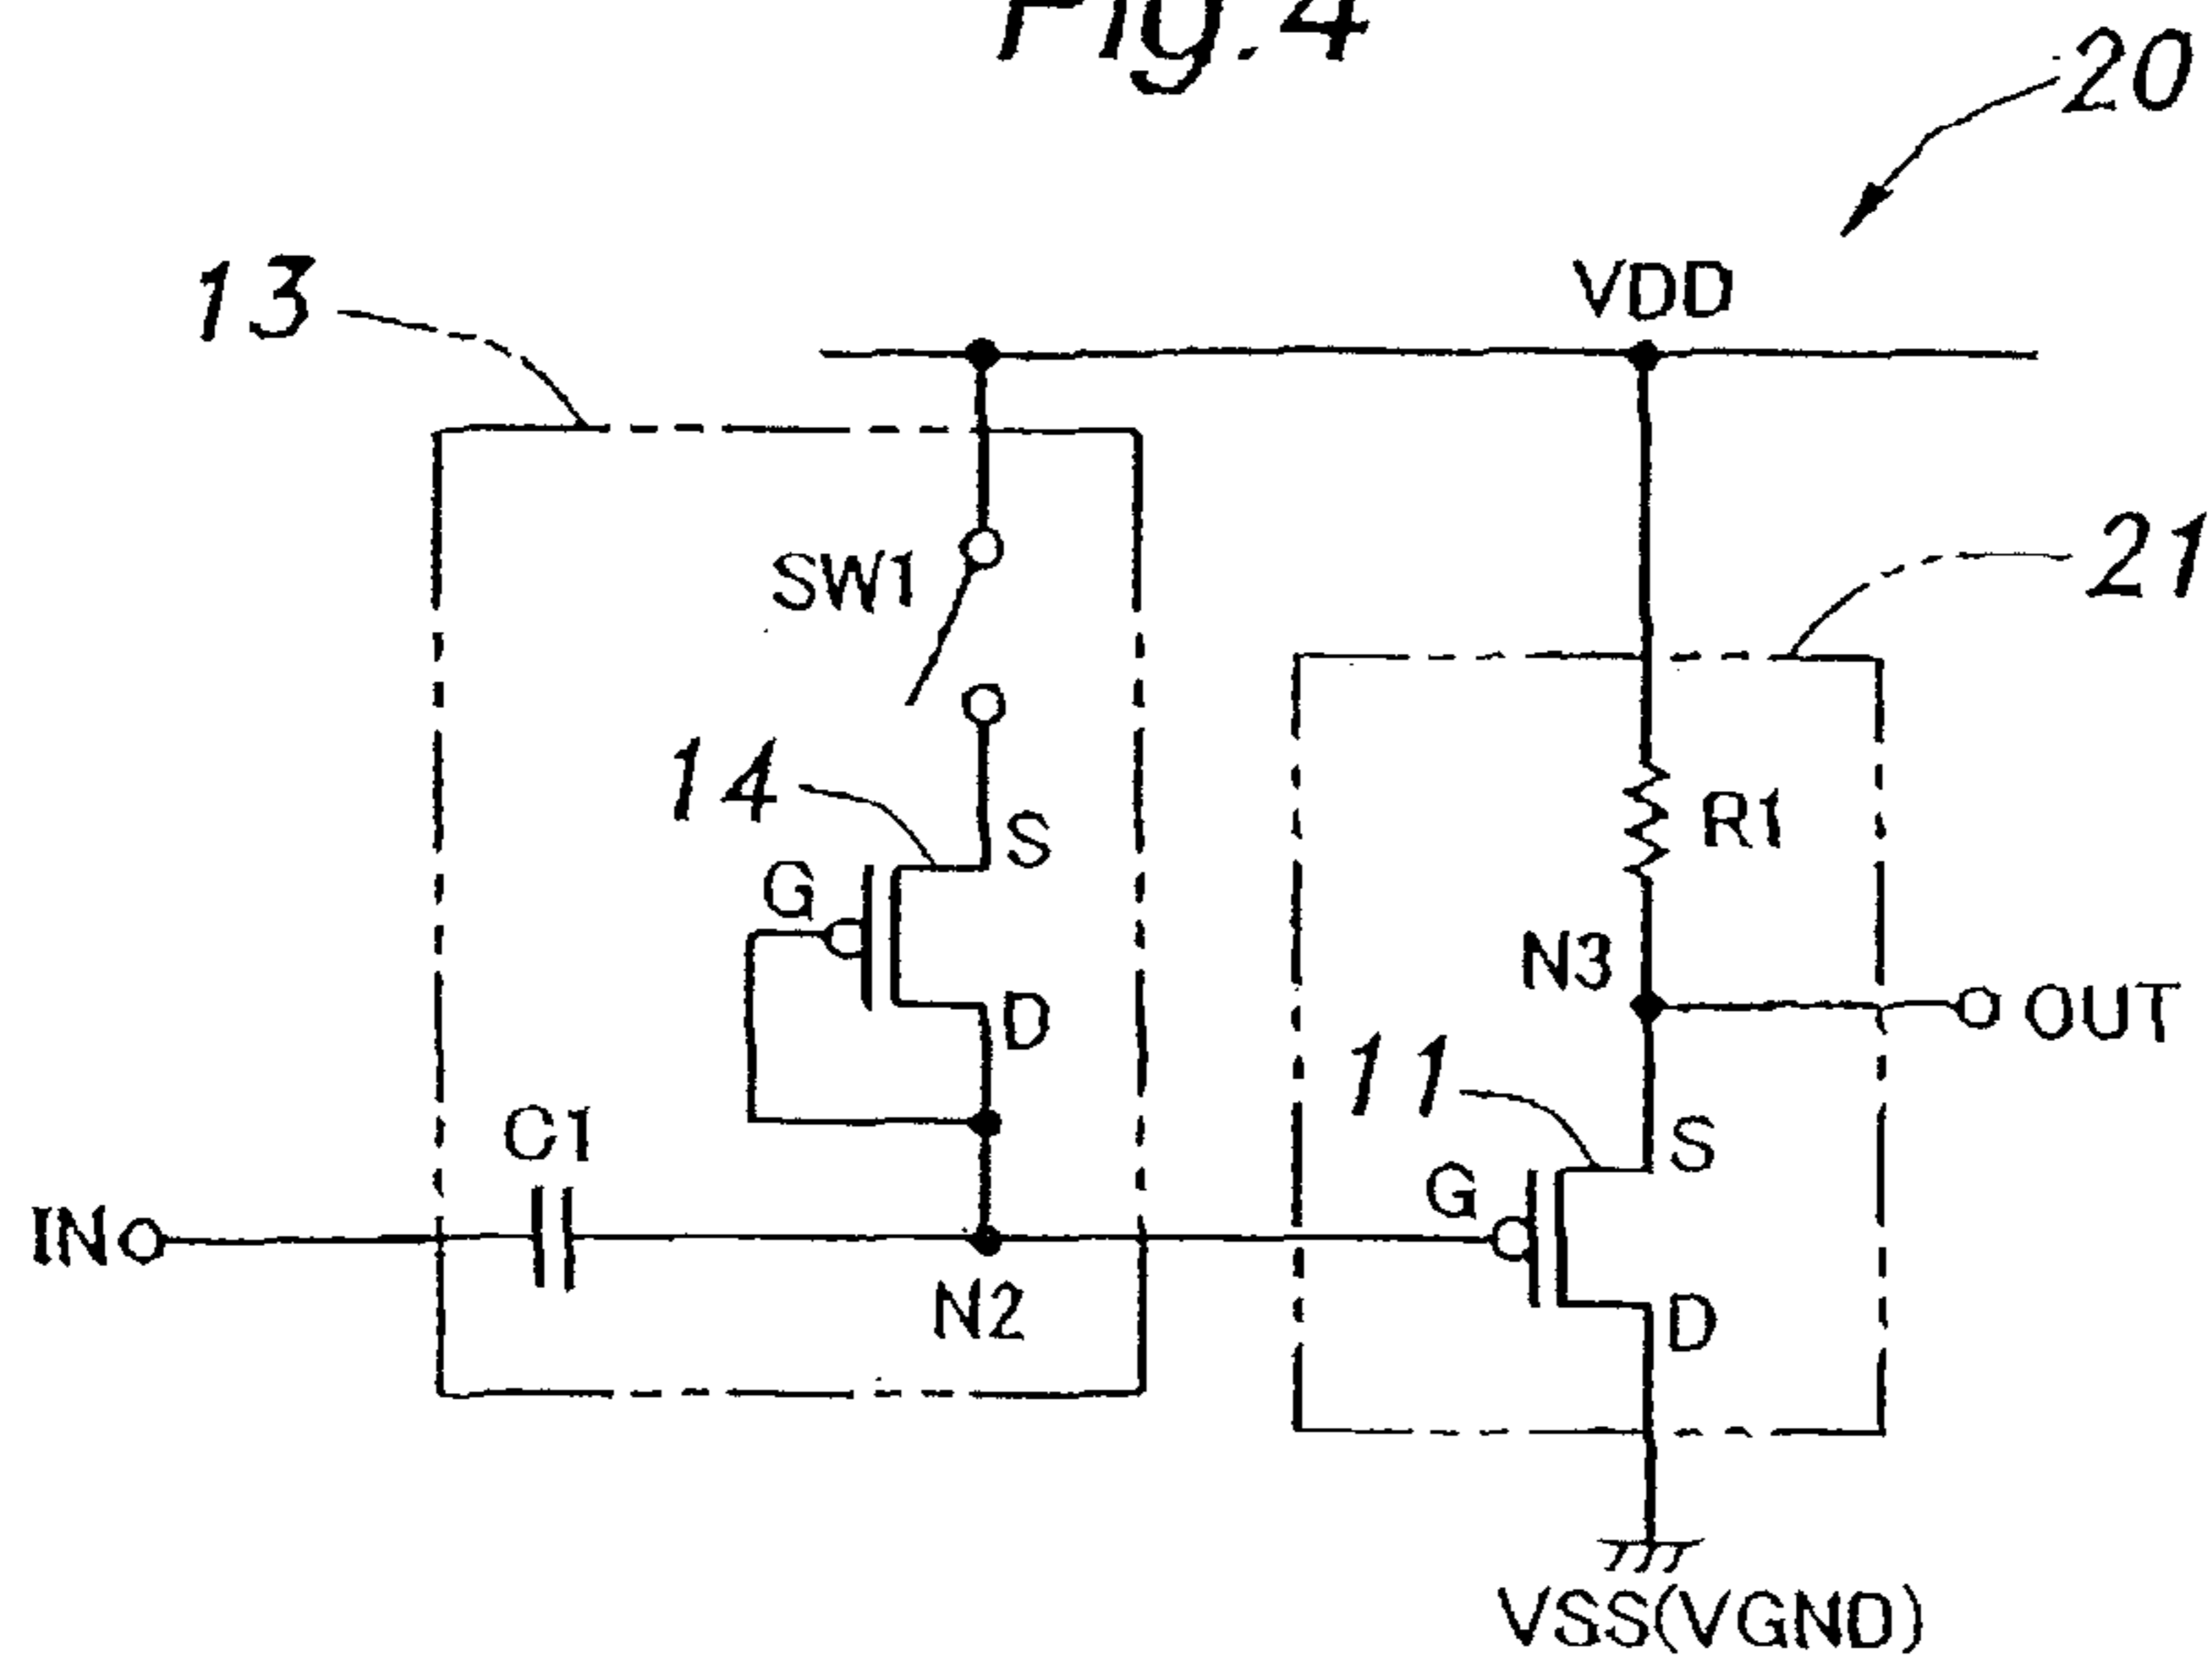 Fig.4
20
13
VDD
SW1
21
14
S
R1
G
N3
D
OUT
11
C1
S
G
IN
N2
D
VSS(VGND)